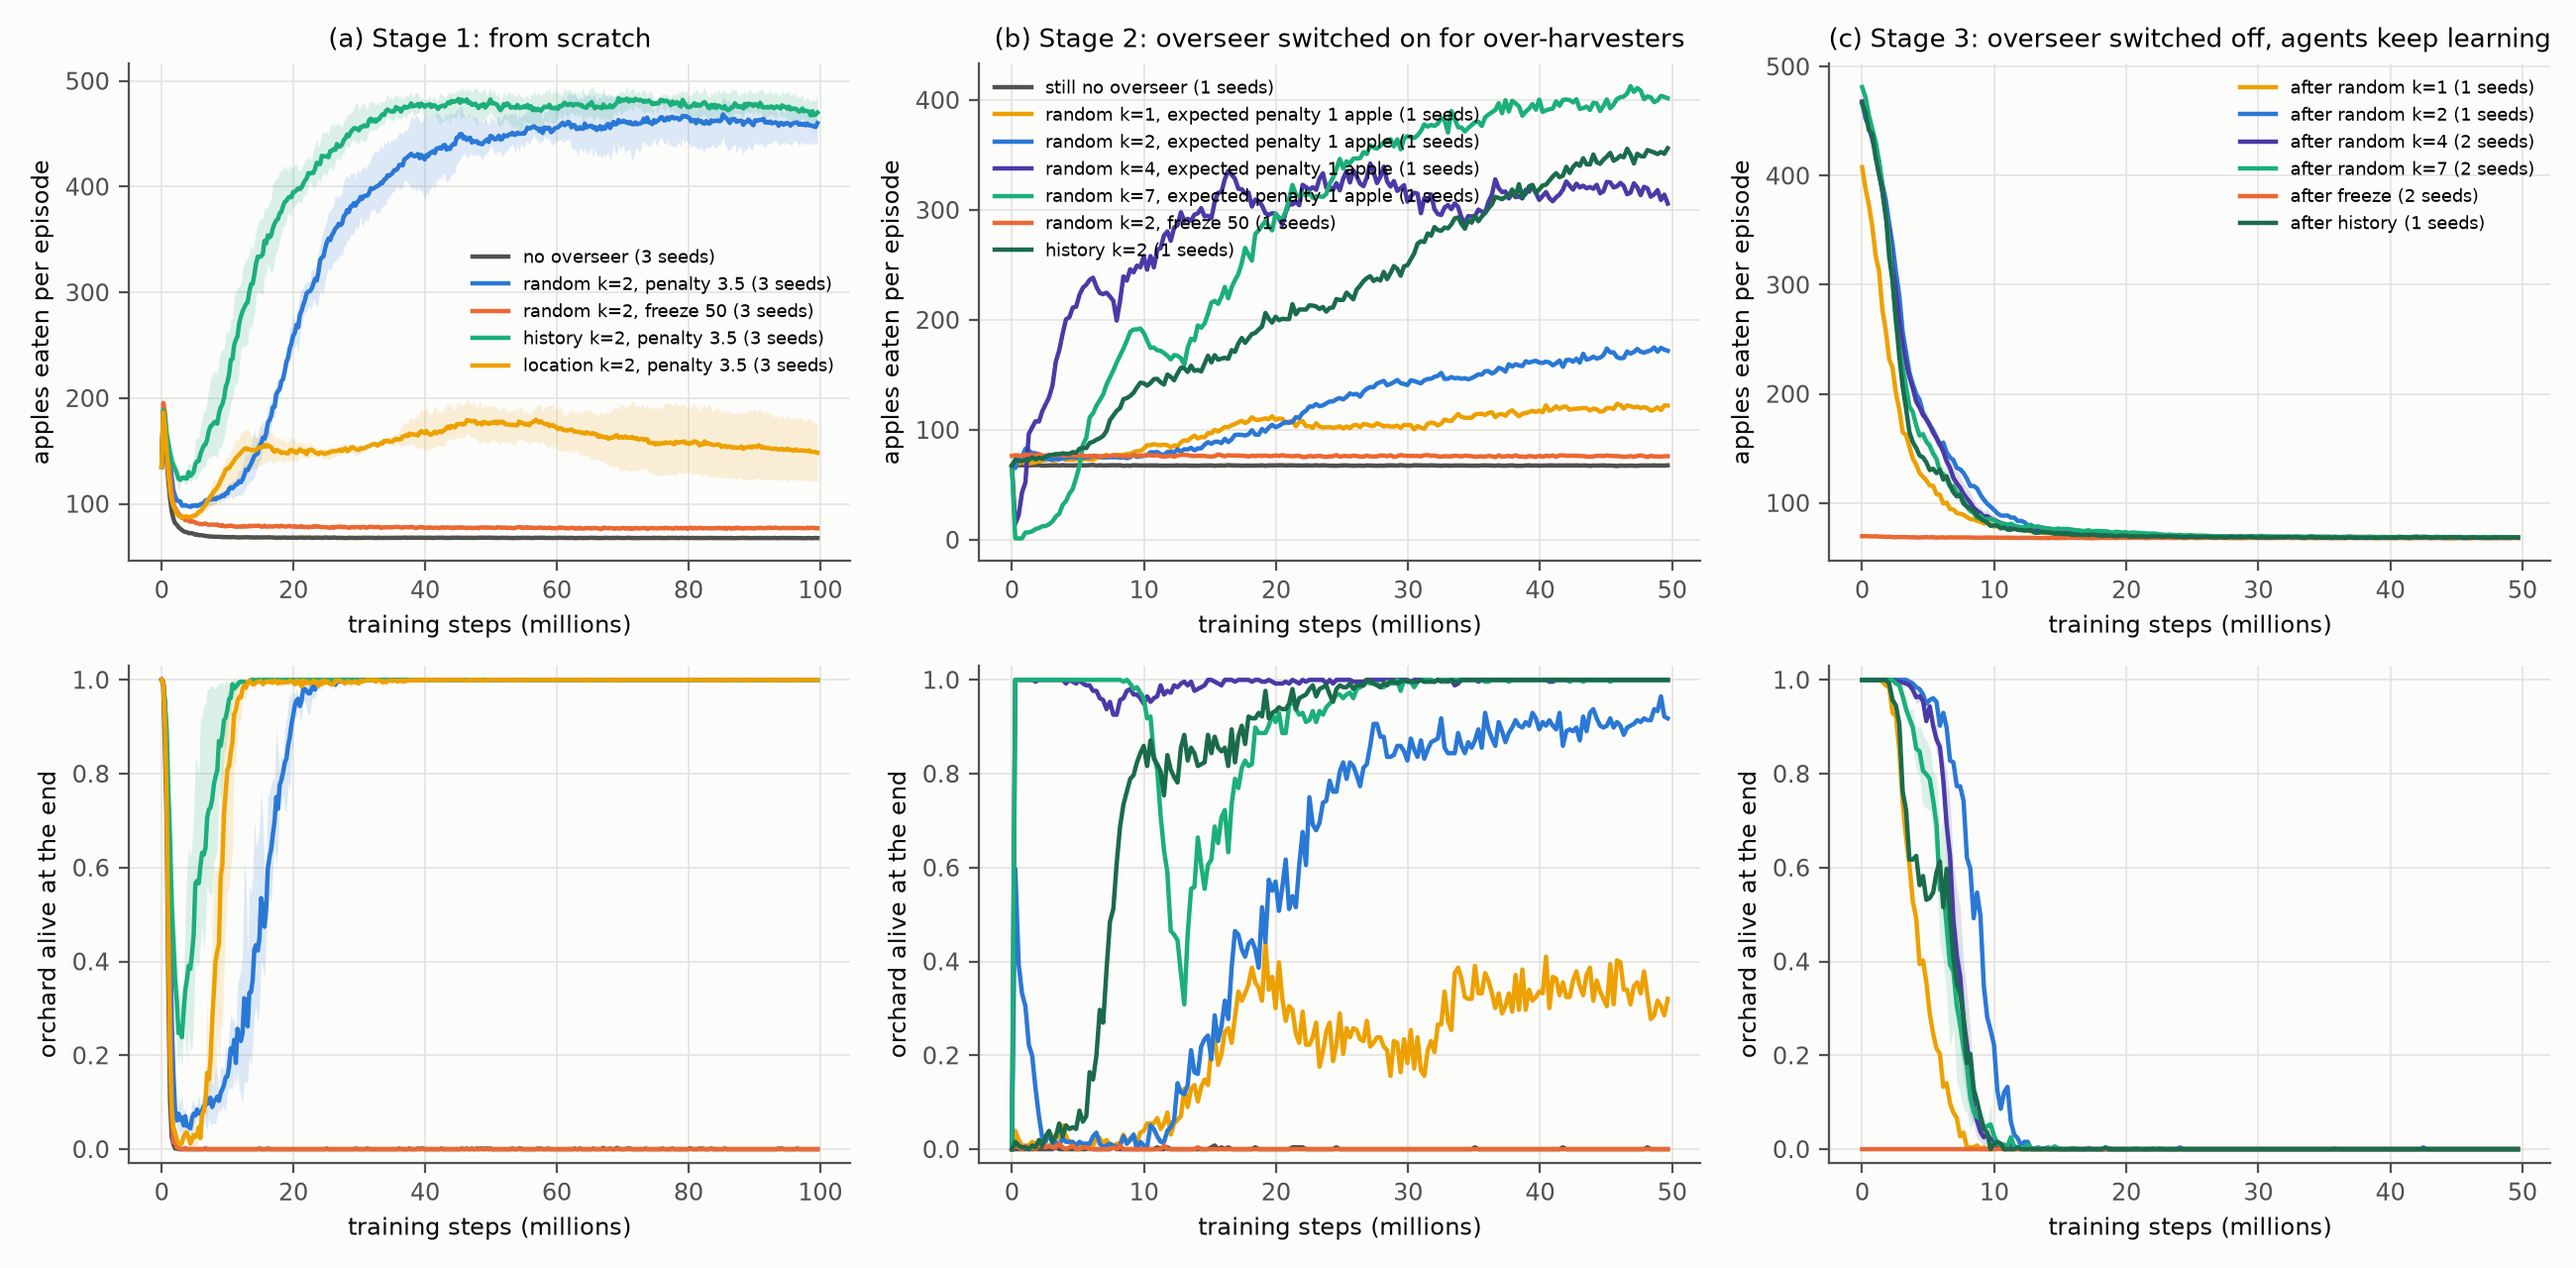 (a) Stage 1: from scratch
500
400
300
200
100
apples eaten per episode
no overseer (3 seeds)
random k=2, penalty 3.5 (3 seeds)
random k=2, freeze 50 (3 seeds)
history k=2, penalty 3.5 (3 seeds)
location k=2, penalty 3.5 (3 seeds)
0 20 40 60 80 100
training steps (millions)
(b) Stage 2: overseer switched on for over-harvesters
400
300
200
100
0
apples eaten per episode
still no overseer (1 seeds)
random k=1, expected penalty 1 apple (1 seeds)
random k=2, expected penalty 1 apple (1 seeds)
random k=4, expected penalty 1 apple (1 seeds)
random k=7, expected penalty 1 apple (1 seeds)
random k=2, freeze 50 (1 seeds)
history k=2 (1 seeds)
0 10 20 30 40 50
training steps (millions)
(c) Stage 3: overseer switched off, agents keep learning
500
400
300
200
100
apples eaten per episode
after random k=1 (1 seeds)
after random k=2 (1 seeds)
after random k=4 (2 seeds)
after random k=7 (2 seeds)
after freeze (2 seeds)
after history (1 seeds)
0 10 20 30 40 50
training steps (millions)
1.0
0.8
0.6
0.4
0.2
0.0
orchard alive at the end
0 20 40 60 80 100
training steps (millions)
1.0
0.8
0.6
0.4
0.2
0.0
orchard alive at the end
0 10 20 30 40 50
training steps (millions)
1.0
0.8
0.6
0.4
0.2
0.0
orchard alive at the end
0 10 20 30 40 50
training steps (millions)